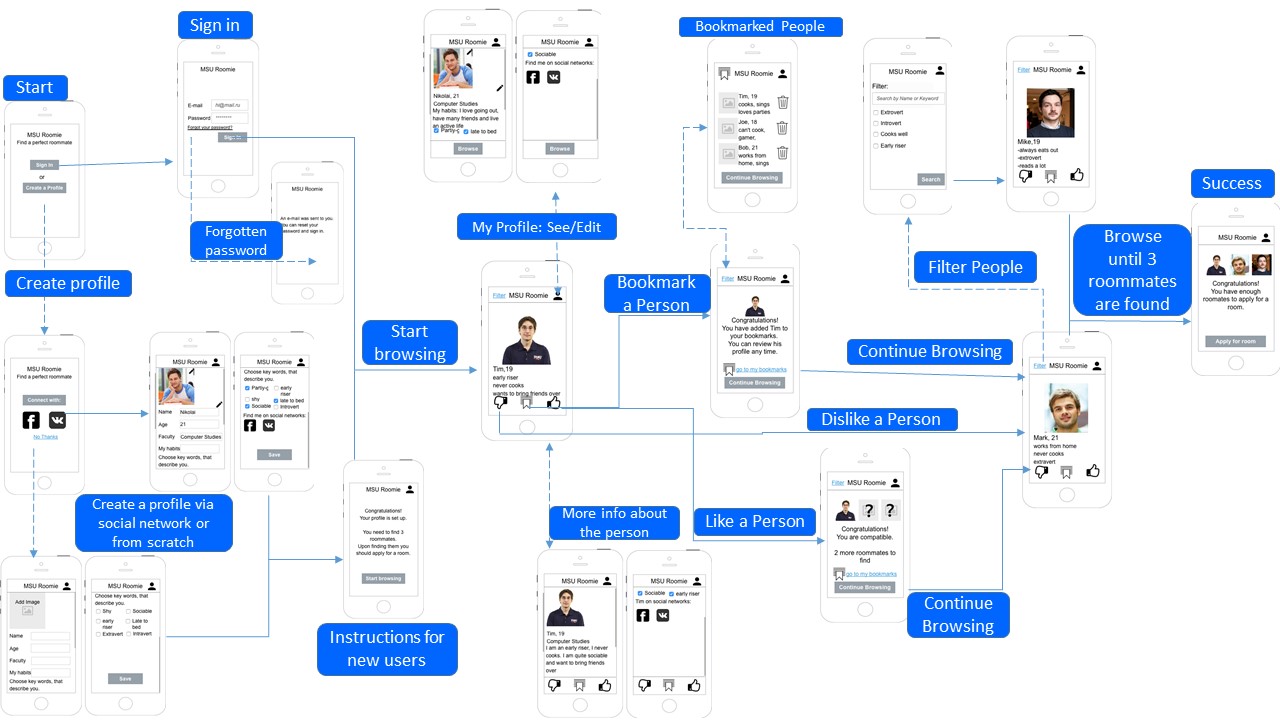 Start
MSU Roomie
Find a perfect roommate
Sign in
or
Create a Profile
Sign in
MSU Roomie
E-mail
hi@mail.ru
Password
********
Forgot your password?
Sign in
Forgotten
password
MSU Roomie
An e-mail was sent to you.
You can reset your
password and sign in.
Create profile
MSU Roomie
Find a perfect roommate
Connect with:
No Thanks
MSU Roomie
Name
Nikolai
Age
21
Faculty
Computer Studies
My habits
Choose key words, that
describe you.
MSU Roomie
Choose key words, that
describe you.
early
riser
shy
late to bed
Sociable
Introvert
Find me on social networks:
Save
Create a profile via
social network or
from scratch
MSU Roomie
Add Image
Name
Age
Faculty
My habits
Choose key words, that
describe you.
MSU Roomie
Choose key words, that
describe you.
Shy
Sociable
early
riser
Late to
bed
Extravert
Intravert
Save
MSU Roomie
Congratulations!
Your profile is set up.
You need to find 3
roommates.
Upon finding them you
should apply for a room.
Start browsing
Instructions for
new users
Start
browsing
MSU Roomie
Nikolai, 21
Computer Studies
My habits: I love going out,
have many friends and live
an active life
late to bed
Browse
MSU Roomie
Sociable
Find me on social networks:
Browse
My Profile: See/Edit
Filter MSU Roomie
Tim,19
early riser
never cooks
wants to bring friends over
More info about
the person
MSU Roomie
Tim, 19
Computer Studies
I am an early riser, I never
cooks. I am quite sociable
and want to bring friends
over
MSU Roomie
Sociable
early riser
Tim on social networks:
Bookmarked People
MSU Roomie
Tim, 19
cooks, sings
loves parties
Joe, 18
can't cook,
gamer,
Bob, 21
works from
home, sings
Continue Browsing
Bookmark
a Person
Filter MSU Roomie
Congratulations!
You have added Tim to
your bookmarks.
You can review his
profile any time.
go to my bookmarks
Continue Browsing
Continue Browsing
Dislike a Person
Like a Person
MSU Roomie
? ?
Congratulations!
You are compatible.
2 more roommates to
find
go to my bookmarks
Continue Browsing
Continue
Browsing
MSU Roomie
Filter:
Search by Name or Keyword
Extrovert
Introvert
Cooks well
Early riser
Search
Filter People
Filter MSU Roomie
Mike,19
-always eats out
-extrovert
-reads a lot
Browse
until 3
roommates
are found
Filter MSU Roomie
Mark, 21
works from home
never cooks
extravert
Success
MSU Roomie
Congratulations!
You have enough
roomates to apply for a
room.
Apply for room